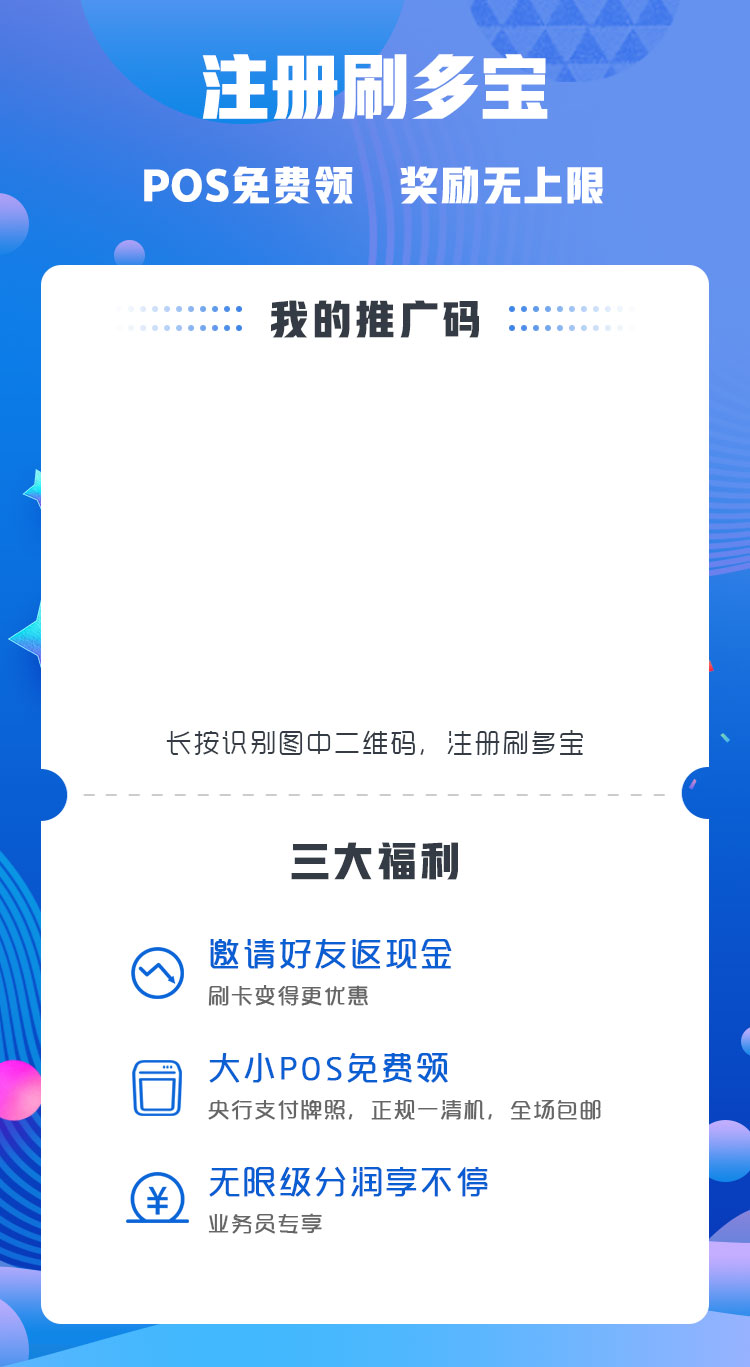 注册刷多宝
POS免费领 奖励无上限
我的推广码
长按识别图中二维码，注册刷多宝
三大福利
邀请好友返现金
刷卡变得更优惠
大小POS免费领
央行支付牌照，正规一清机，全场包邮
无限级分润享不停
业务员专享